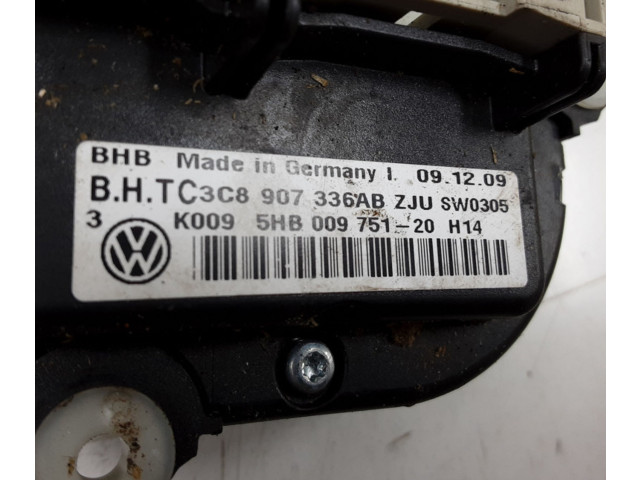 BHB Made in Germany I. 09.12.09
B.H.TC3C8 907 336AB ZJU SW0305
3 K009 5HB 009 751-20 H14